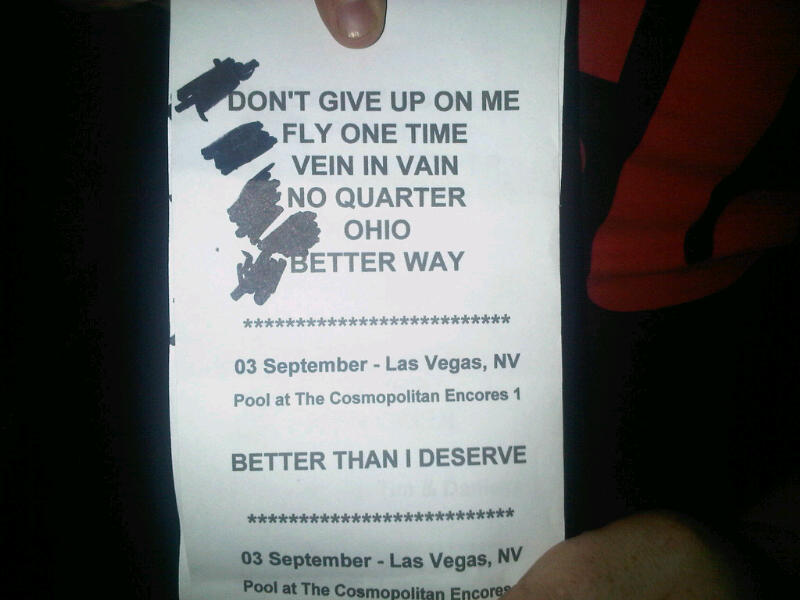 DON'T GIVE UP ON ME
FLY ONE TIME
VEIN IN VAIN
NO QUARTER
OHIO
BETTER WAY
**************************
03 September - Las Vegas, NV
Pool at The Cosmopolitan Encores 1
BETTER THAN I DESERVE
**************************
03 September - Las Vegas, NV
Pool at The Cosmopolitan Encores